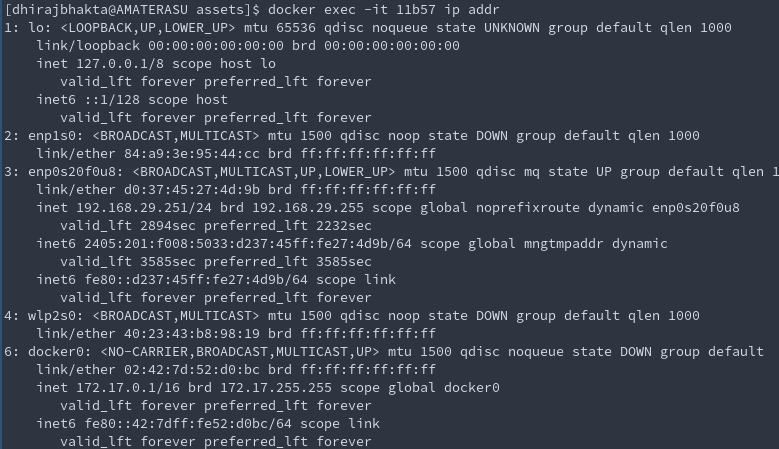 [dhirajbhakta@AMATERASU assets]$ docker exec -it 11b57 ip addr
1: lo: <LOOPBACK,UP,LOWER_UP> mtu 65536 qdisc noqueue state UNKNOWN group default qlen 1000
    link/loopback 00:00:00:00:00:00 brd 00:00:00:00:00:00
    inet 127.0.0.1/8 scope host lo
       valid_lft forever preferred_lft forever
    inet6 ::1/128 scope host
       valid_lft forever preferred_lft forever
2: enp1s0: <BROADCAST,MULTICAST> mtu 1500 qdisc noop state DOWN group default qlen 1000
    link/ether 84:a9:3e:95:44:cc brd ff:ff:ff:ff:ff:ff
3: enp0s20f0u8: <BROADCAST,MULTICAST,UP,LOWER_UP> mtu 1500 qdisc mq state UP group default qlen 1
    link/ether d0:37:45:27:4d:9b brd ff:ff:ff:ff:ff:ff
    inet 192.168.29.251/24 brd 192.168.29.255 scope global noprefixroute dynamic enp0s20f0u8
       valid_lft 2894sec preferred_lft 2232sec
    inet6 2405:201:f008:5033:d237:45ff:fe27:4d9b/64 scope global mngtmpaddr dynamic
       valid_lft 3585sec preferred_lft 3585sec
    inet6 fe80::d237:45ff:fe27:4d9b/64 scope link
       valid_lft forever preferred_lft forever
4: wlp2s0: <BROADCAST,MULTICAST> mtu 1500 qdisc noop state DOWN group default qlen 1000
    link/ether 40:23:43:b8:98:19 brd ff:ff:ff:ff:ff:ff
6: docker0: <NO-CARRIER,BROADCAST,MULTICAST,UP> mtu 1500 qdisc noqueue state DOWN group default
    link/ether 02:42:7d:52:d0:bc brd ff:ff:ff:ff:ff:ff
    inet 172.17.0.1/16 brd 172.17.255.255 scope global docker0
       valid_lft forever preferred_lft forever
    inet6 fe80::42:7dff:fe52:d0bc/64 scope link
       valid_lft forever preferred_lft forever